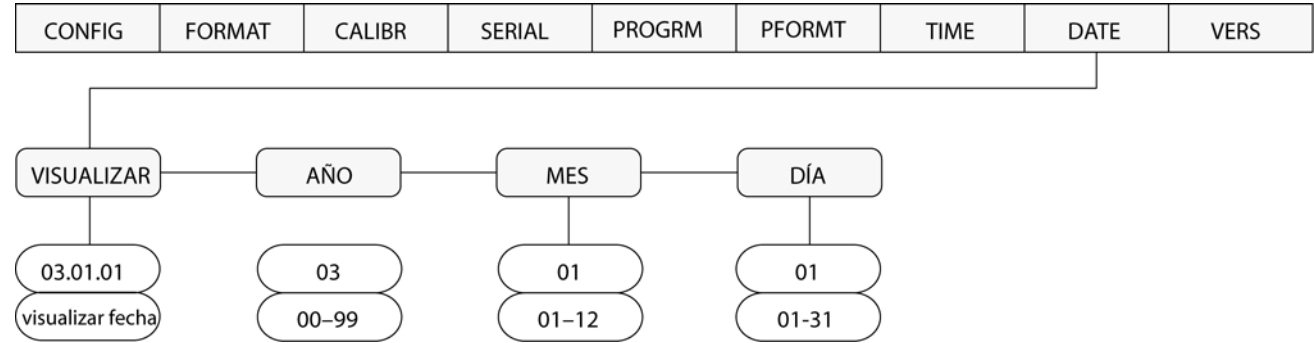 CONFIG FORMAT CALIBR SERIAL PROGRM PFORMT TIME DATE VERS
VISUALIZAR AÑO MES DÍA
03.01.01 03 01 01
visualizar fecha 00–99 01–12 01-31